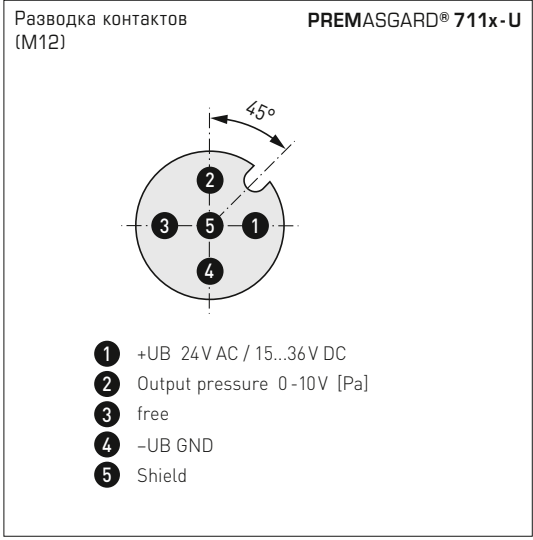 Разводка контактов
(M12)
PREMASGARD® 711x-U
45°
2
3
5
1
4
1 +UB 24V AC / 15...36V DC
2 Output pressure 0-10V [Pa]
3 free
4 –UB GND
5 Shield